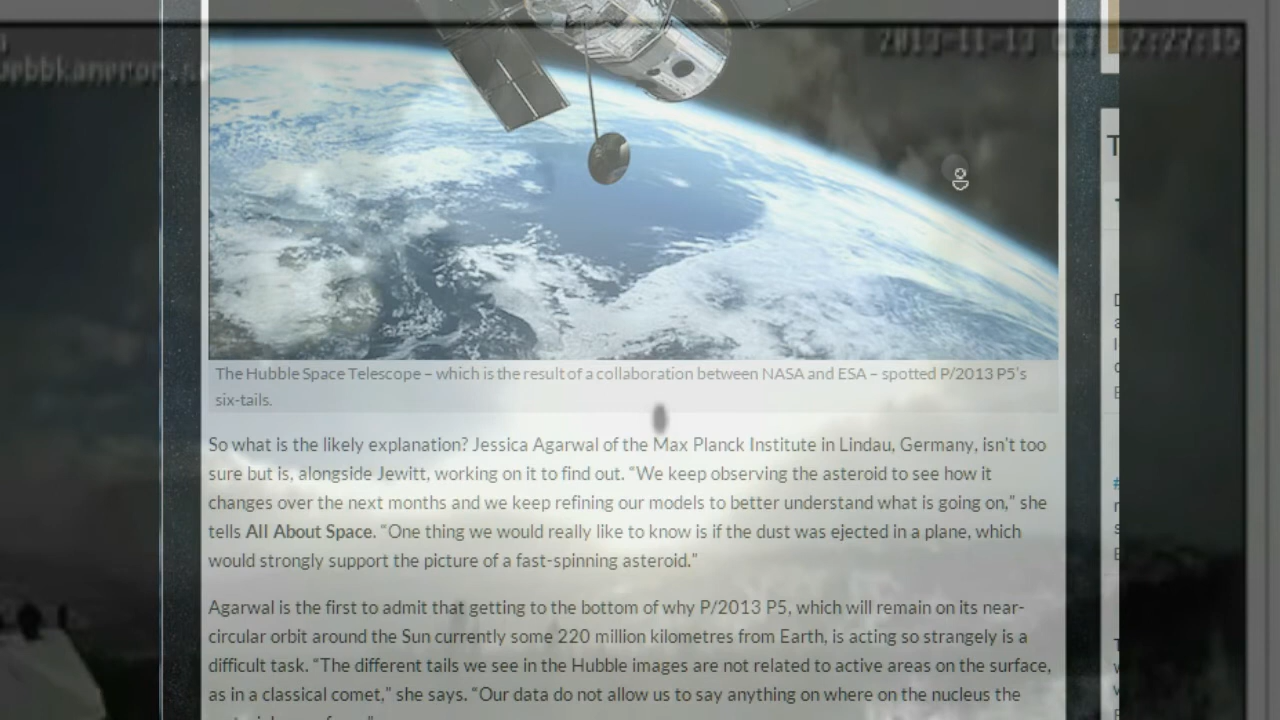 2013-11-13
12:27:15
The Hubble Space Telescope – which is the result of a collaboration between NASA and ESA – spotted P/2013 P5's
six-tails.
So what is the likely explanation? Jessica Agarwal of the Max Planck Institute in Lindau, Germany, isn't too
sure but is, alongside Jewitt, working on it to find out. “We keep observing the asteroid to see how it
changes over the next months and we keep refining our models to better understand what is going on,” she
tells All About Space. “One thing we would really like to know is if the dust was ejected in a plane, which
would strongly support the picture of a fast-spinning asteroid.”
Agarwal is the first to admit that getting to the bottom of why P/2013 P5, which will remain on its near-
circular orbit around the Sun currently some 220 million kilometres from Earth, is acting so strangely is a
difficult task. “The different tails we see in the Hubble images are not related to active areas on the surface,
as in a classical comet,” she says. “Our data do not allow us to say anything on where on the nucleus the